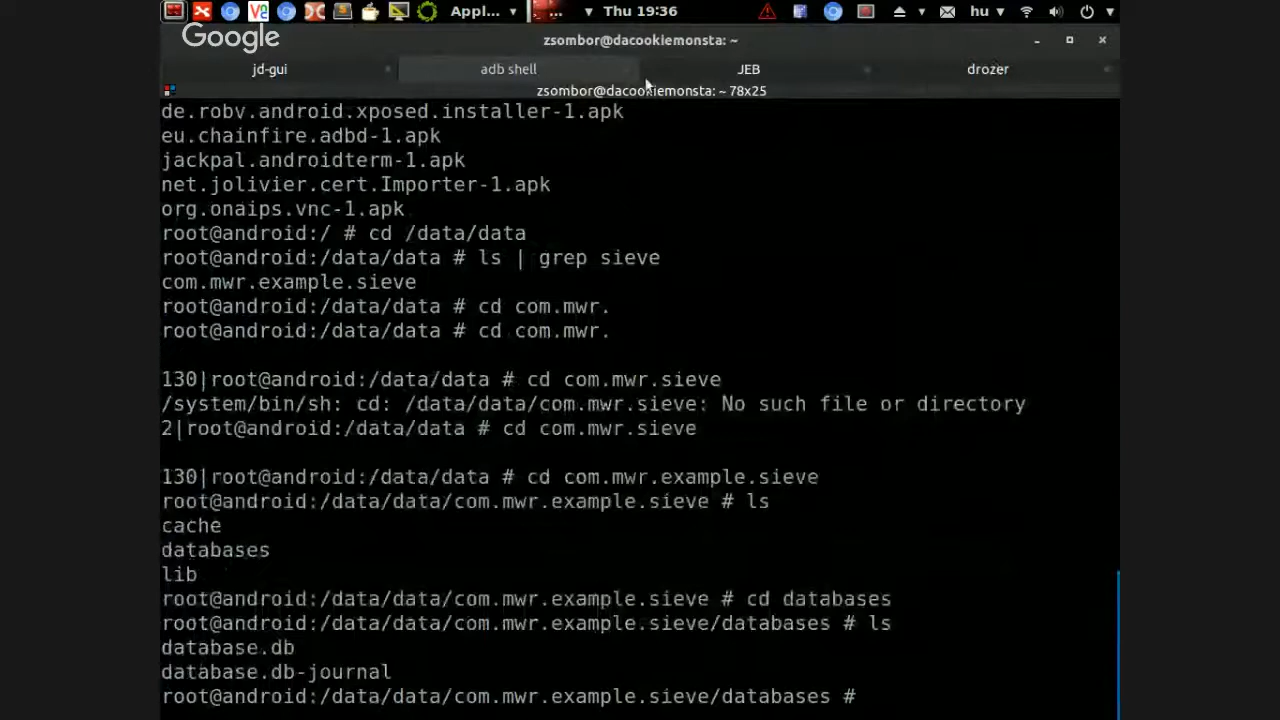 Appl... ... Thu 19:36 hu
Google
zsombor@dacookiemonsta: ~
jd-gui adb shell JEB drozer
zsombor@dacookiemonsta: ~ 78x25
de.robv.android.xposed.installer-1.apk
eu.chainfire.adbd-1.apk
jackpal.androidterm-1.apk
net.jolivier.cert.Importer-1.apk
org.onaips.vnc-1.apk
root@android:/ # cd /data/data
root@android:/data/data # ls | grep sieve
com.mwr.example.sieve
root@android:/data/data # cd com.mwr.
root@android:/data/data # cd com.mwr.
130|root@android:/data/data # cd com.mwr.sieve
/system/bin/sh: cd: /data/data/com.mwr.sieve: No such file or directory
2|root@android:/data/data # cd com.mwr.sieve
130|root@android:/data/data # cd com.mwr.example.sieve
root@android:/data/data/com.mwr.example.sieve # ls
cache
databases
lib
root@android:/data/data/com.mwr.example.sieve # cd databases
root@android:/data/data/com.mwr.example.sieve/databases # ls
database.db
database.db-journal
root@android:/data/data/com.mwr.example.sieve/databases #